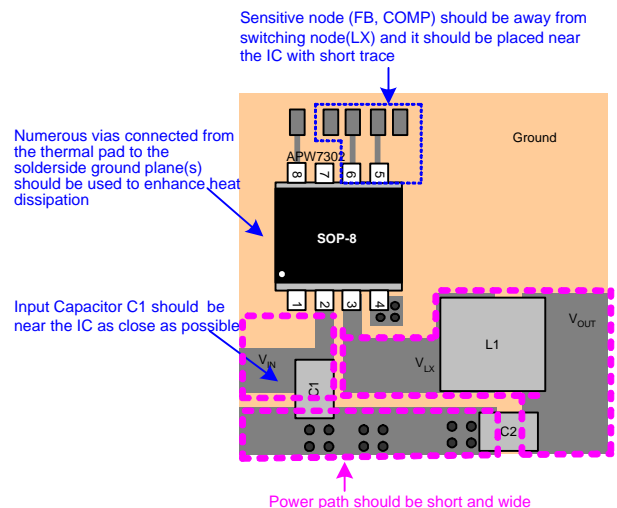 Sensitive node (FB, COMP) should be away from
switching node(LX) and it should be placed near
the IC with short trace
Numerous vias connected from
the thermal pad to the
solderside ground plane(s)
should be used to enhance heat
dissipation
Ground
APW7302
8 7 6 5
SOP-8
1 2 3 4
Input Capacitor C1 should be
near the IC as close as possible
VIN
C1
VLX
L1
VOUT
C2
Power path should be short and wide